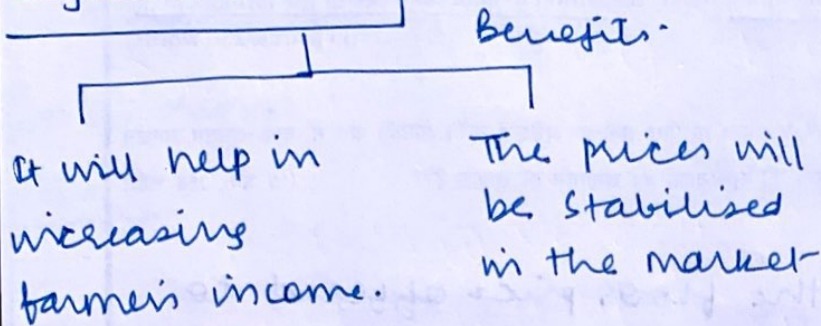 Benefits.
It will help in
increasing
farmer's income.
The prices will
be stabilised
in the market